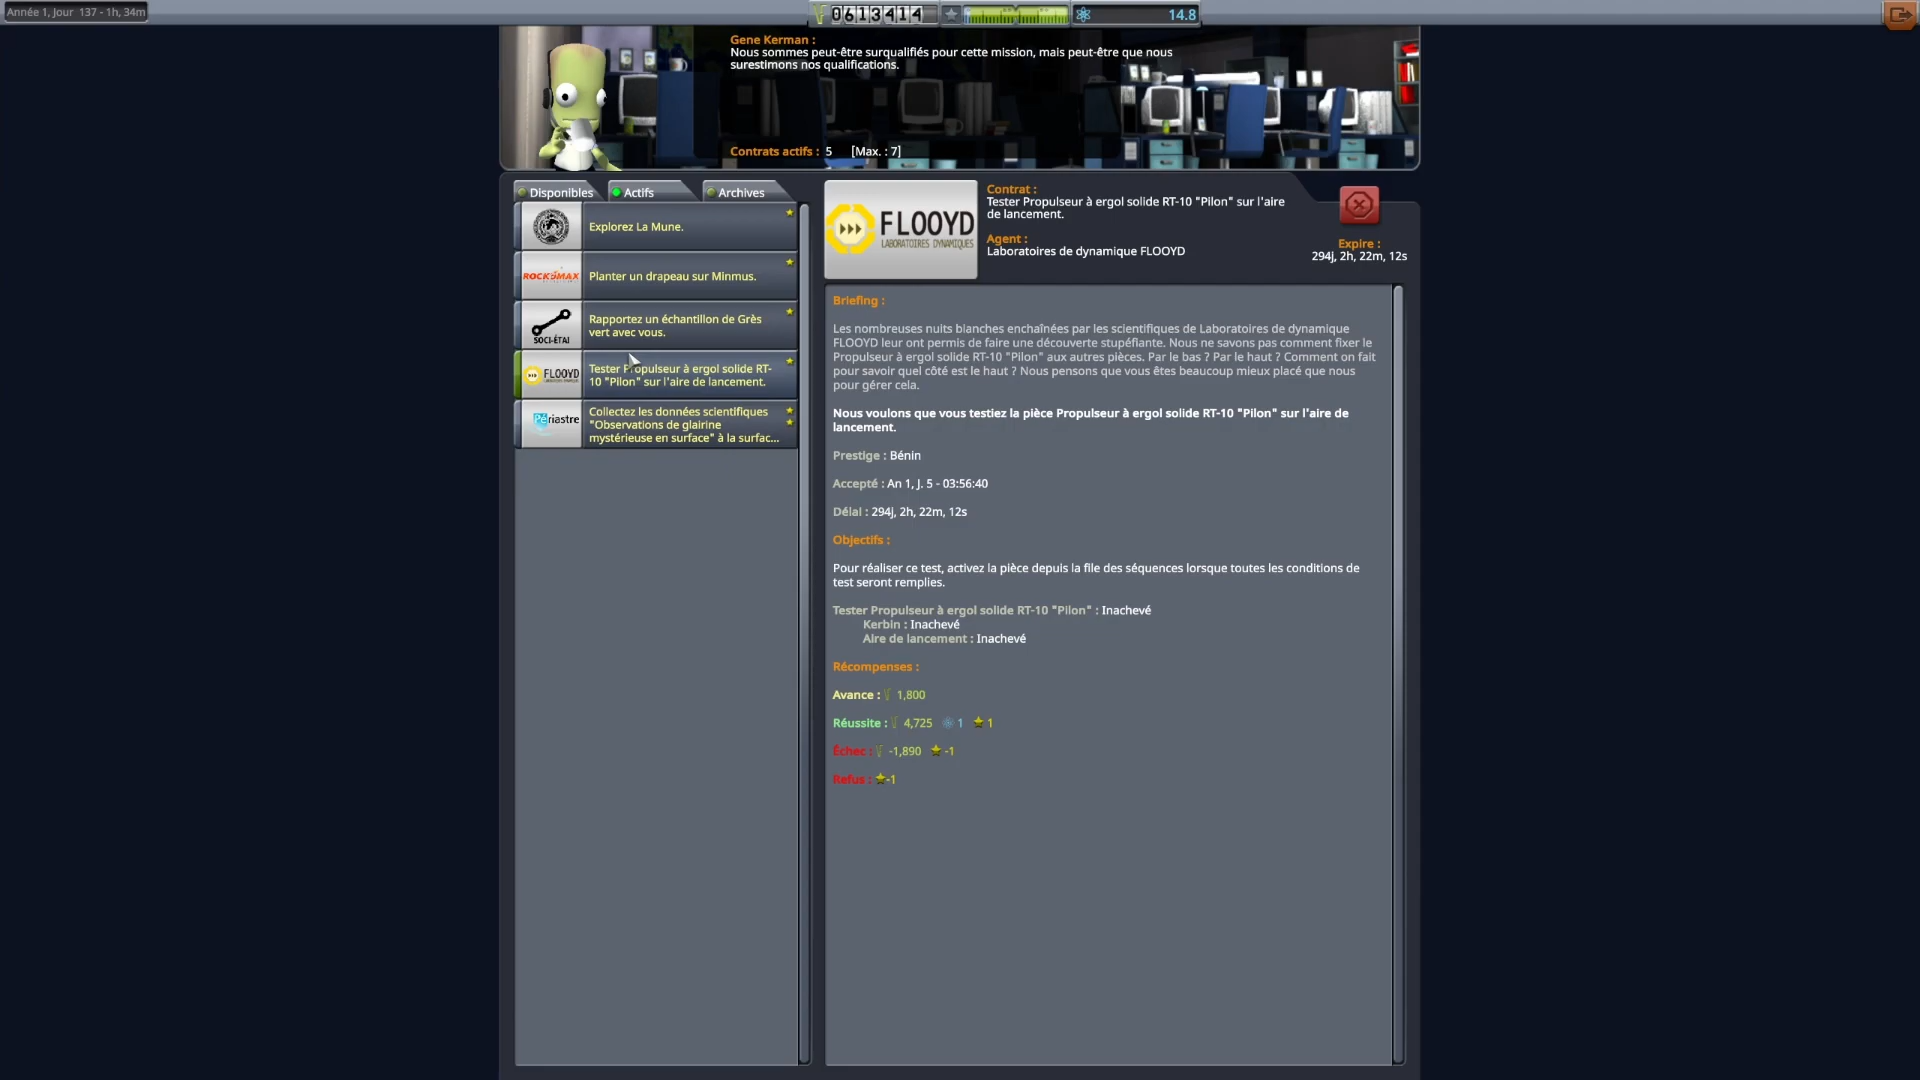 Année 1, Jour 137 - 1h, 34m
0613414
14.8
Gene Kerman :
Nous sommes peut-être surqualifiés pour cette mission, mais peut-être que nous
surestimons nos qualifications.
Contrats actifs : 5 [Max. : 7]
Disponibles
Actifs
Archives
Explorez La Mune.
ROCKOMAX
Planter un drapeau sur Minmus.
SOCI-ÉTAI
Rapportez un échantillon de Grès
vert avec vous.
FLOOYD
Tester Propulseur à ergol solide RT-
10 "Pilon" sur l'aire de lancement.
Périastre
Collectez les données scientifiques
"Observations de glairine
mystérieuse en surface" à la surfac...
FLOOYD
LABORATOIRES DYNAMIQUES
Contrat :
Tester Propulseur à ergol solide RT-10 "Pilon" sur l'aire
de lancement.
Agent :
Laboratoires de dynamique FLOOYD
Expire :
294j, 2h, 22m, 12s
Briefing :
Les nombreuses nuits blanches enchaînées par les scientifiques de Laboratoires de dynamique
FLOOYD leur ont permis de faire une découverte stupéfiante. Nous ne savons pas comment fixer le
Propulseur à ergol solide RT-10 "Pilon" aux autres pièces. Par le bas ? Par le haut ? Comment on fait
pour savoir quel côté est le haut ? Nous pensons que vous êtes beaucoup mieux placé que nous
pour gérer cela.
Nous voulons que vous testiez la pièce Propulseur à ergol solide RT-10 "Pilon" sur l'aire de
lancement.
Prestige : Bénin
Accepté : An 1, J. 5 - 03:56:40
Délai : 294j, 2h, 22m, 12s
Objectifs :
Pour réaliser ce test, activez la pièce depuis la file des séquences lorsque toutes les conditions de
test seront remplies.
Tester Propulseur à ergol solide RT-10 "Pilon" : Inachevé
Kerbin : Inachevé
Aire de lancement : Inachevé
Récompenses :
Avance : 1,800
Réussite : 4,725 1 1
Échec : -1,890 -1
Refus : -1